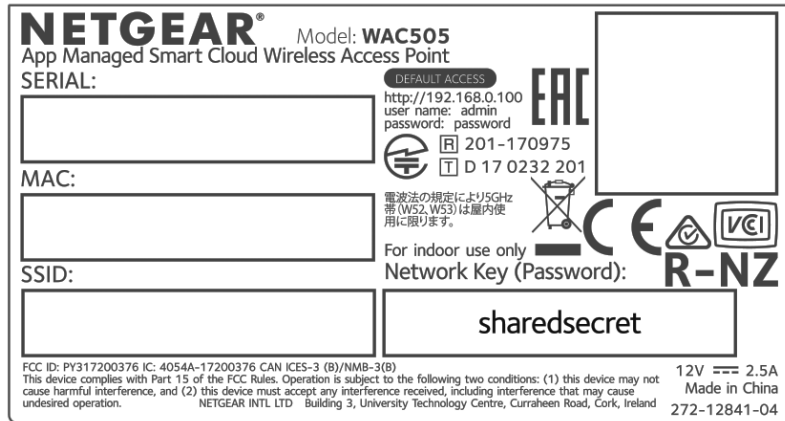 NETGEAR® Model: WAC505
App Managed Smart Cloud Wireless Access Point
SERIAL:
DEFAULT ACCESS
http://192.168.0.100
user name: admin
password: password
EAC
R 201-170975
T D 17 0232 201
MAC:
電波法の規定により5GHz
帯(W52, W53)は屋内使
用に限ります。
For indoor use only
CE
VCI
R-NZ
SSID:
Network Key (Password):
sharedsecret
FCC ID: PY317200376 IC: 4054A-17200376 CAN ICES-3 (B)/NMB-3(B)
This device complies with Part 15 of the FCC Rules. Operation is subject to the following two conditions: (1) this device may not
cause harmful interference, and (2) this device must accept any interference received, including interference that may cause
undesired operation. NETGEAR INTL LTD Building 3, University Technology Centre, Curraheen Road, Cork, Ireland
12V ⎓ 2.5A
Made in China
272-12841-04